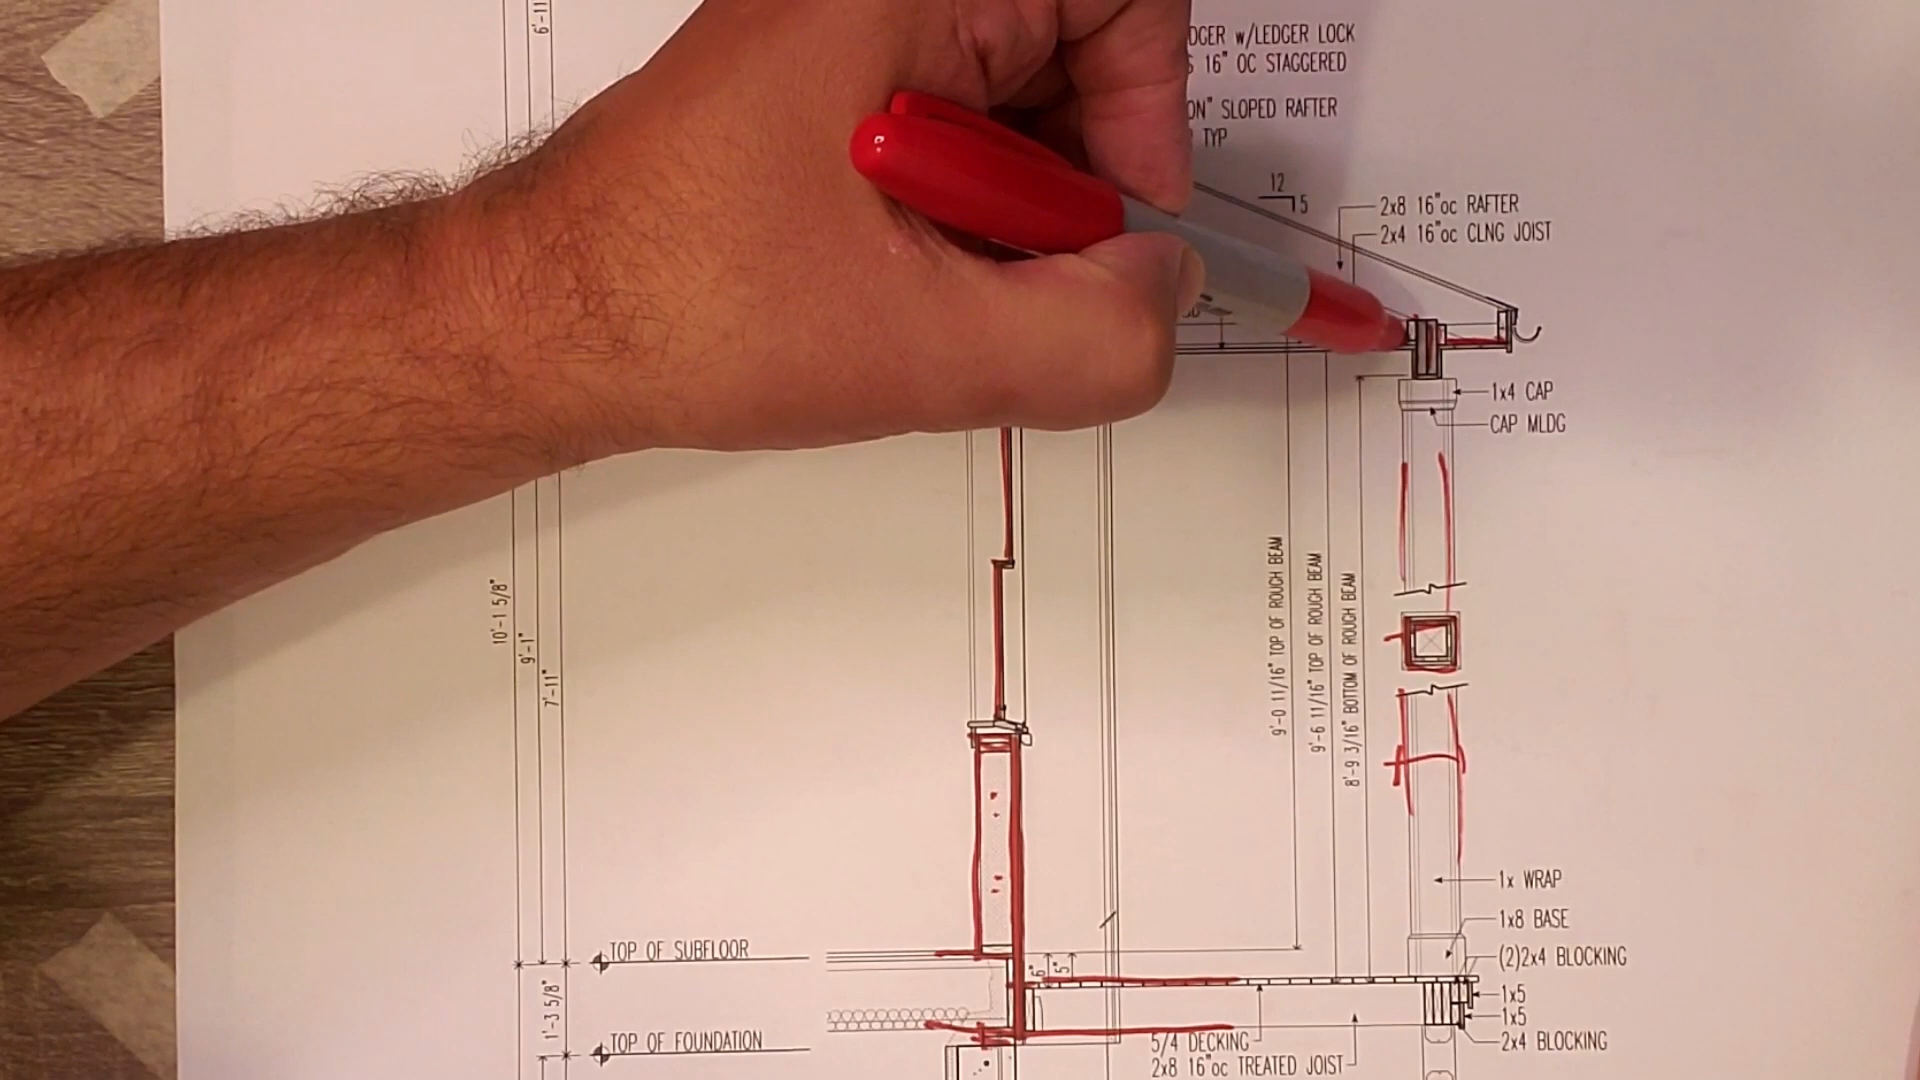 6'-11
DGER w/LEDGER LOCK
S 16" OC STAGGERED
ON" SLOPED RAFTER
TYP
12
5
2x8 16"oc RAFTER
2x4 16"oc CLNG JOIST
1x4 CAP
CAP MLDG
10'-1 5/8"
9'-1"
7'-11"
9'-0 11/16" TOP OF ROUGH BEAM
9'-6 11/16" TOP OF ROUGH BEAM
8'-9 3/16" BOTTOM OF ROUGH BEAM
1x WRAP
1x8 BASE
(2)2x4 BLOCKING
TOP OF SUBFLOOR
6"
5"
1x5
1x5
2x4 BLOCKING
1'-3 5/8"
TOP OF FOUNDATION
5/4 DECKING
2x8 16"oc TREATED JOIST